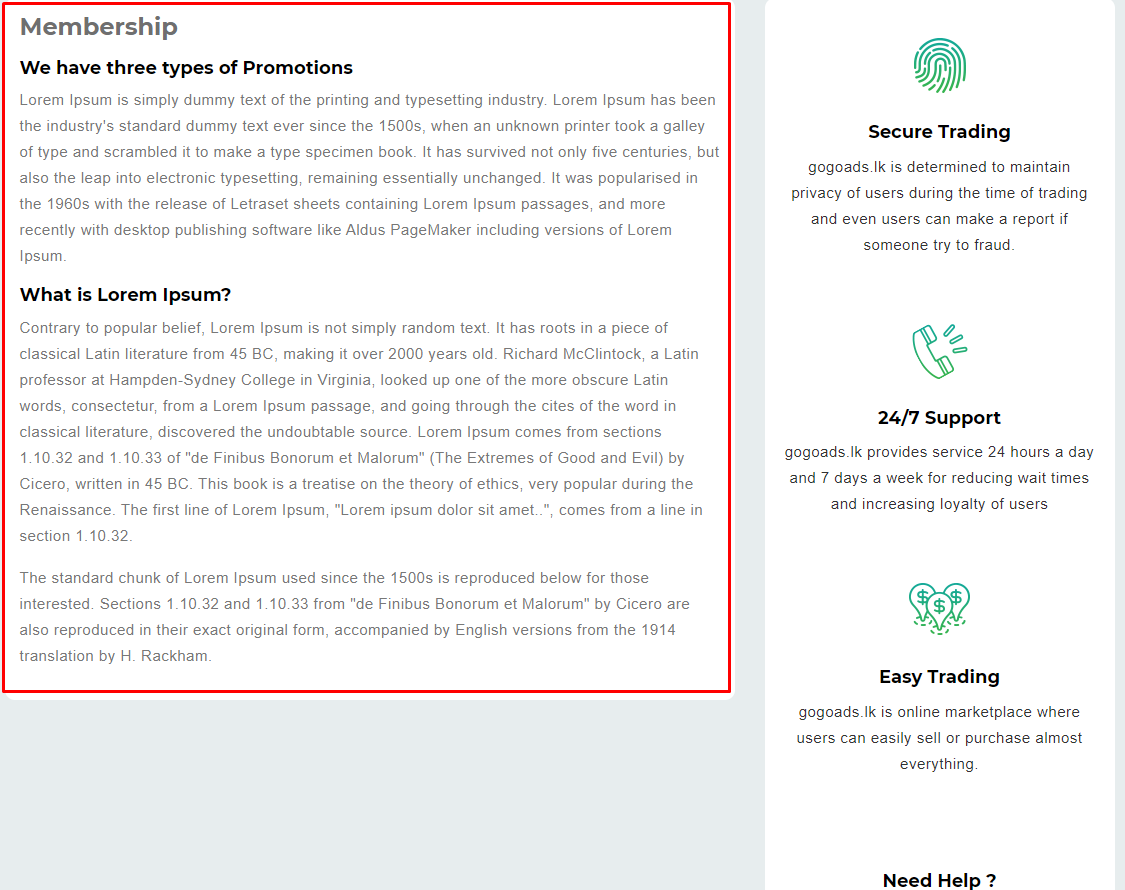 Membership
We have three types of Promotions
Lorem Ipsum is simply dummy text of the printing and typesetting industry. Lorem Ipsum has been
the industry's standard dummy text ever since the 1500s, when an unknown printer took a galley
of type and scrambled it to make a type specimen book. It has survived not only five centuries, but
also the leap into electronic typesetting, remaining essentially unchanged. It was popularised in
the 1960s with the release of Letraset sheets containing Lorem Ipsum passages, and more
recently with desktop publishing software like Aldus PageMaker including versions of Lorem
Ipsum.
What is Lorem Ipsum?
Contrary to popular belief, Lorem Ipsum is not simply random text. It has roots in a piece of
classical Latin literature from 45 BC, making it over 2000 years old. Richard McClintock, a Latin
professor at Hampden-Sydney College in Virginia, looked up one of the more obscure Latin
words, consectetur, from a Lorem Ipsum passage, and going through the cites of the word in
classical literature, discovered the undoubtable source. Lorem Ipsum comes from sections
1.10.32 and 1.10.33 of "de Finibus Bonorum et Malorum" (The Extremes of Good and Evil) by
Cicero, written in 45 BC. This book is a treatise on the theory of ethics, very popular during the
Renaissance. The first line of Lorem Ipsum, "Lorem ipsum dolor sit amet..", comes from a line in
section 1.10.32.
The standard chunk of Lorem Ipsum used since the 1500s is reproduced below for those
interested. Sections 1.10.32 and 1.10.33 from "de Finibus Bonorum et Malorum" by Cicero are
also reproduced in their exact original form, accompanied by English versions from the 1914
translation by H. Rackham.
Secure Trading
gogoads.lk is determined to maintain
privacy of users during the time of trading
and even users can make a report if
someone try to fraud.
24/7 Support
gogoads.lk provides service 24 hours a day
and 7 days a week for reducing wait times
and increasing loyalty of users
$ $ $
Easy Trading
gogoads.lk is online marketplace where
users can easily sell or purchase almost
everything.
Need Help ?